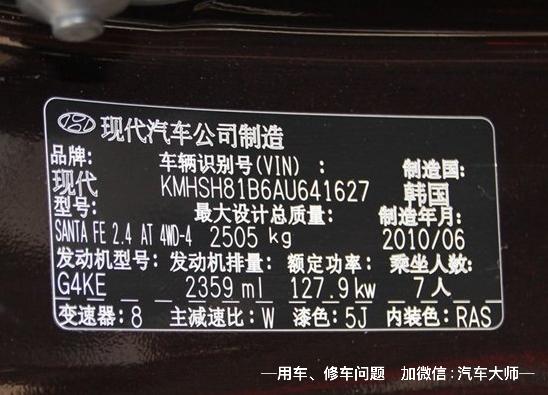 现代汽车公司制造
品牌: 车辆识别号(VIN) : 制造国:
现代 KMHSH81B6AU641627 韩国
型号: 最大设计总质量: 制造年月:
SANTA FE 2.4 AT 4WD-4 2505 kg 2010/06
发动机型号: 发动机排量: 额定功率: 乘坐人数:
G4KE 2359 ml 127.9 kw 7 人
变速器: 8 主减速比: W 漆色: 5J 内装色: RAS
—用车、修车问题 加微信:汽车大师—